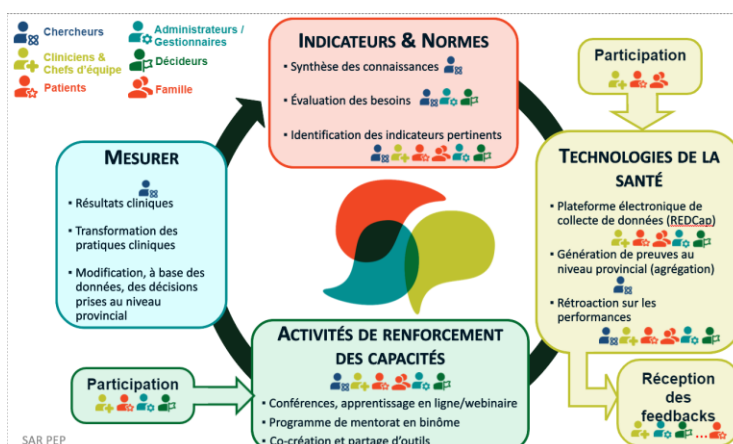 Chercheurs
Administrateurs /
Gestionnaires
Cliniciens &
Chefs d'équipe
Décideurs
Patients
Famille
INDICATEURS & NORMES
▪ Synthèse des connaissances
▪ Évaluation des besoins
▪ Identification des indicateurs pertinents
Participation
TECHNOLOGIES DE LA
SANTÉ
▪ Plateforme électronique de
collecte de données (REDCap)
▪ Génération de preuves au
niveau provincial (agrégation)
▪ Rétroaction sur les
performances
Réception
des
feedbacks
...
MESURER
▪ Résultats cliniques
▪ Transformation des
pratiques cliniques
▪ Modification, à base des
données, des décisions
prises au niveau
provincial
ACTIVITÉS DE RENFORCEMENT
DES CAPACITÉS
▪ Conférences, apprentissage en ligne/webinaire
▪ Programme de mentorat en binôme
▪ Co-création et partage d'outils
Participation
SAR PEP